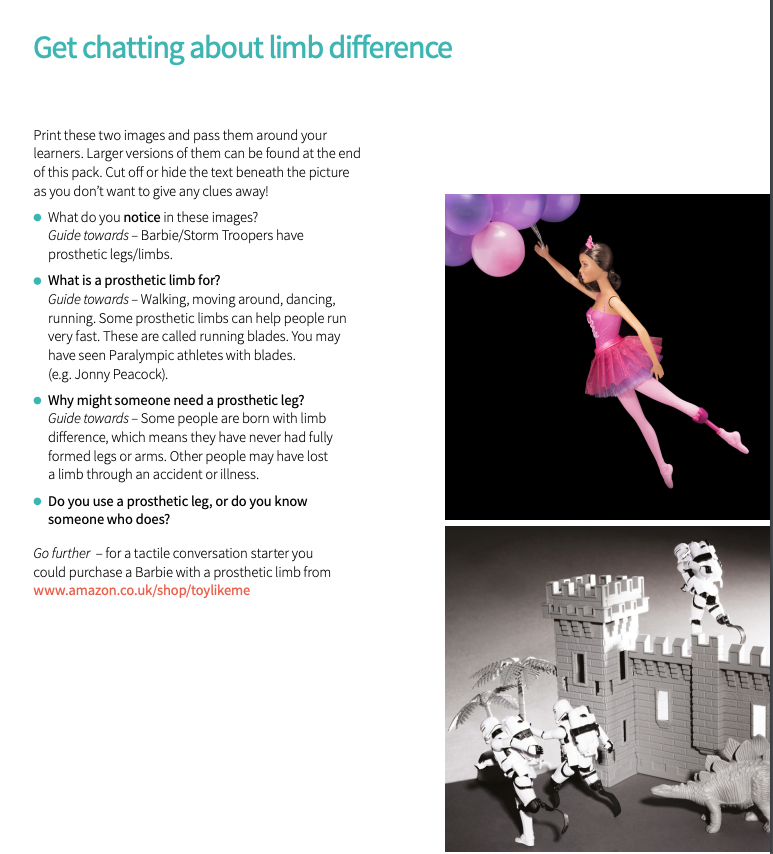 Get chatting about limb difference
Print these two images and pass them around your
learners. Larger versions of them can be found at the end
of this pack. Cut off or hide the text beneath the picture
as you don’t want to give any clues away!
● What do you notice in these images?
Guide towards – Barbie/Storm Troopers have
prosthetic legs/limbs.
● What is a prosthetic limb for?
Guide towards – Walking, moving around, dancing,
running. Some prosthetic limbs can help people run
very fast. These are called running blades. You may
have seen Paralympic athletes with blades.
(e.g. Jonny Peacock).
● Why might someone need a prosthetic leg?
Guide towards – Some people are born with limb
difference, which means they have never had fully
formed legs or arms. Other people may have lost
a limb through an accident or illness.
● Do you use a prosthetic leg, or do you know
someone who does?
Go further – for a tactile conversation starter you
could purchase a Barbie with a prosthetic limb from
www.amazon.co.uk/shop/toylikeme